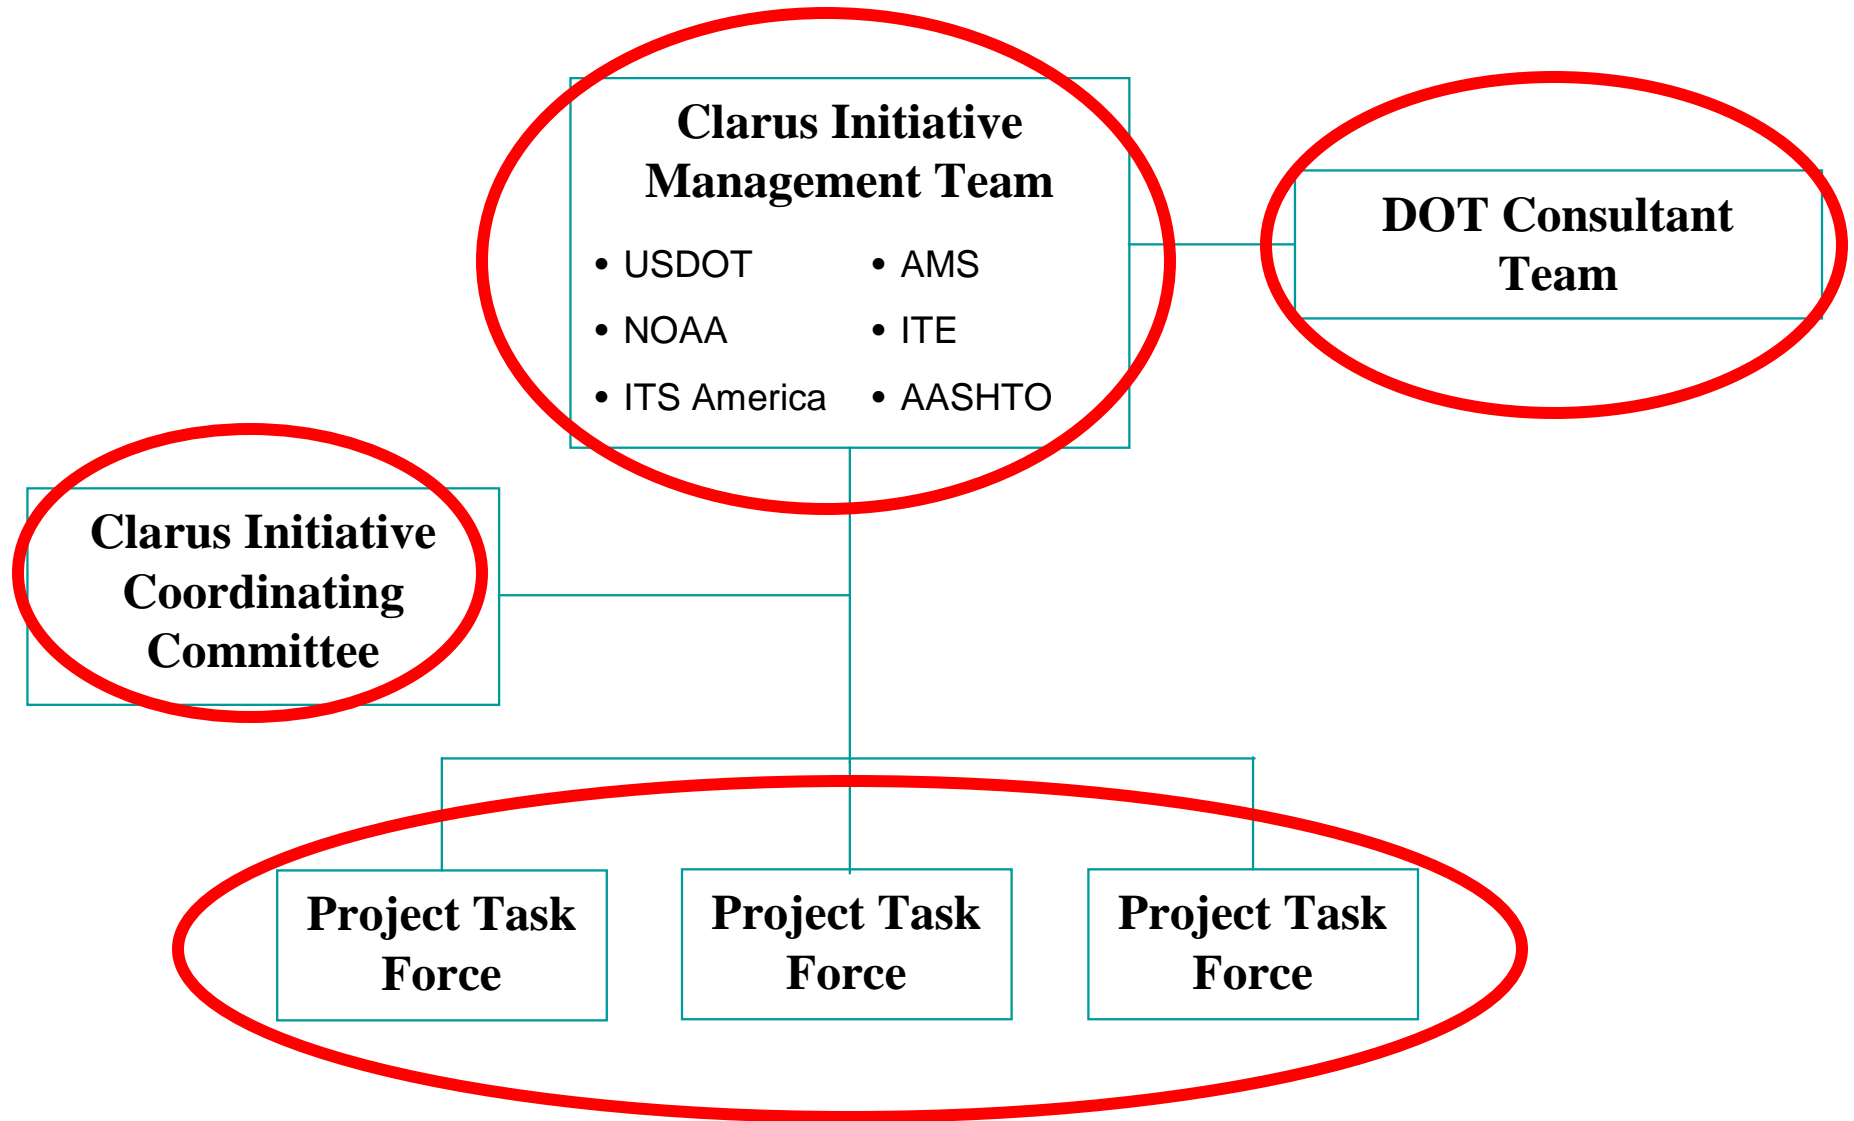 Clarus Initiative
Management Team
• USDOT
• NOAA
• ITS America
• AMS
• ITE
• AASHTO
DOT Consultant
Team
Clarus Initiative
Coordinating
Committee
Project Task
Force
Project Task
Force
Project Task
Force